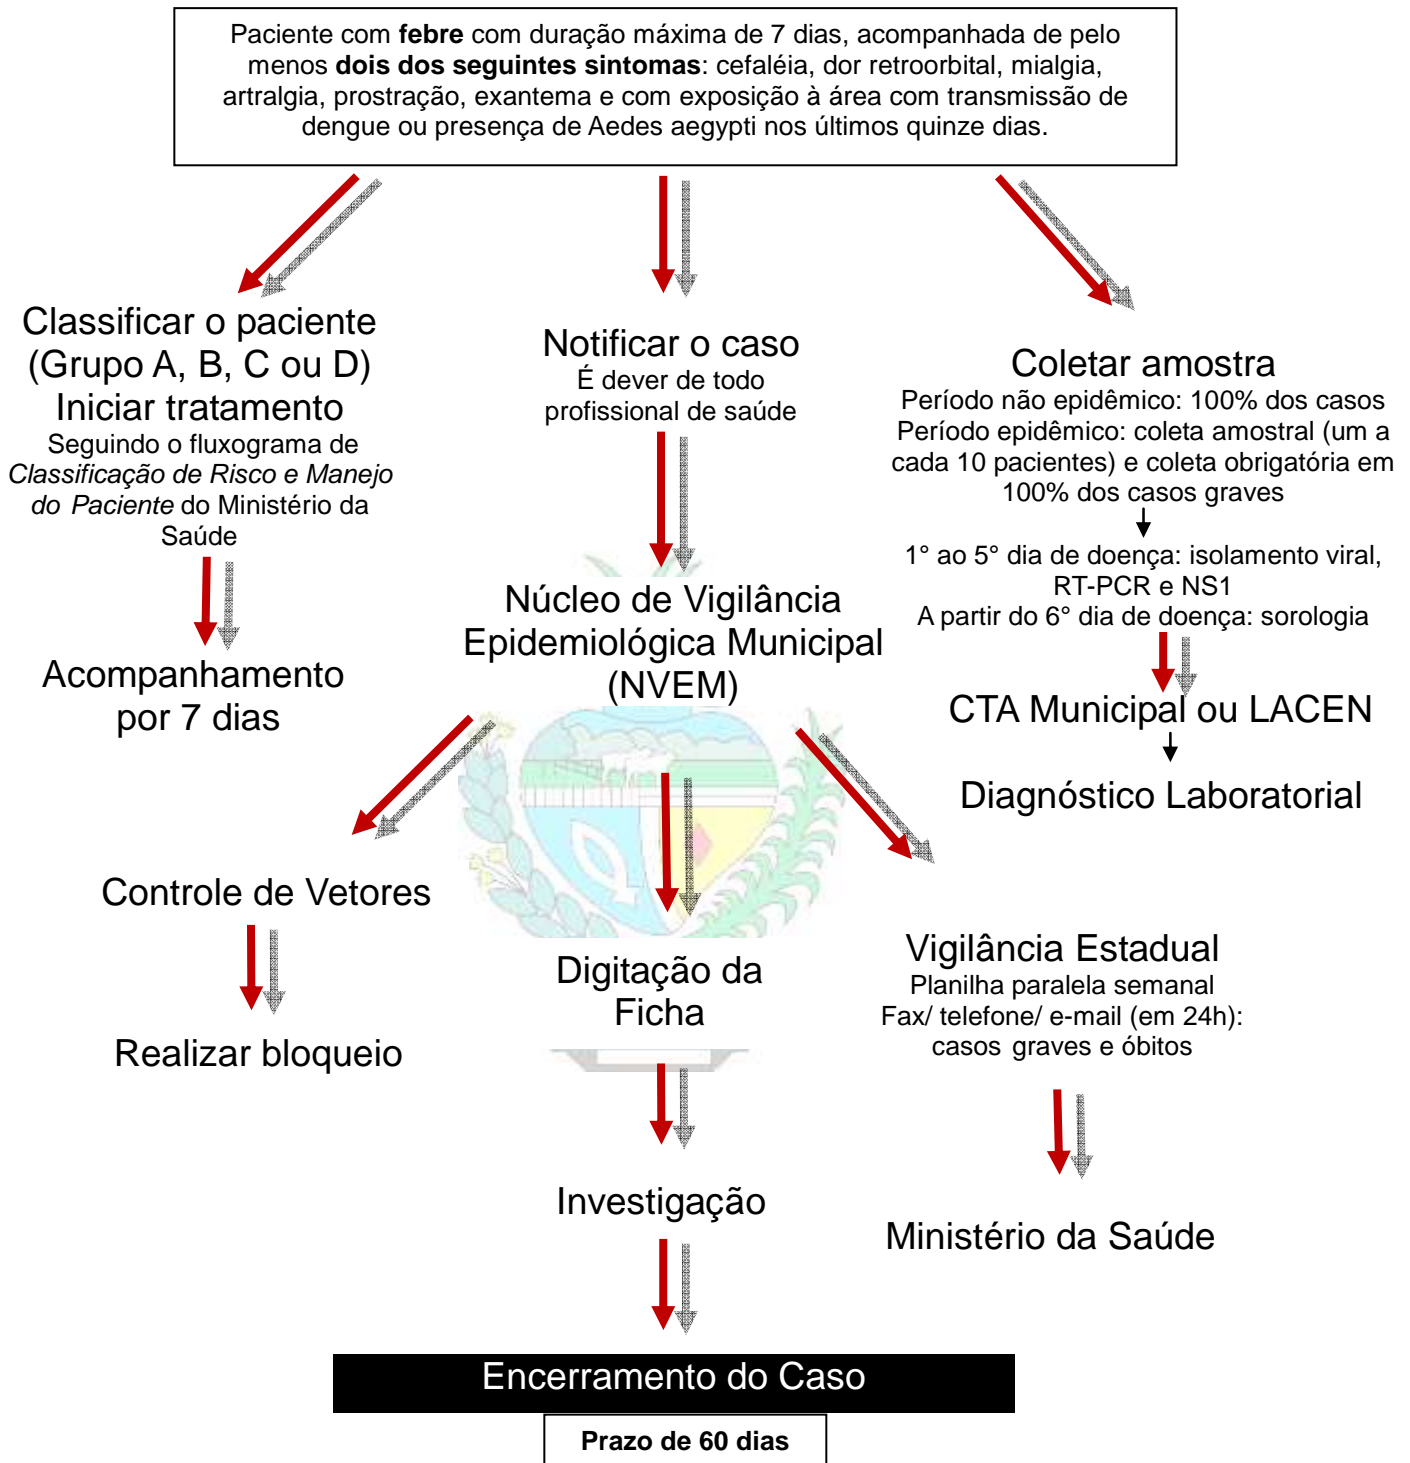 Paciente com febre com duração máxima de 7 dias, acompanhada de pelo
menos dois dos seguintes sintomas: cefaléia, dor retroorbital, mialgia,
artralgia, prostração, exantema e com exposição à área com transmissão de
dengue ou presença de Aedes aegypti nos últimos quinze dias.
Classificar o paciente
(Grupo A, B, C ou D)
Iniciar tratamento
Seguindo o fluxograma de
Classificação de Risco e Manejo
do Paciente do Ministério da
Saúde
Acompanhamento
por 7 dias
Notificar o caso
É dever de todo
profissional de saúde
Núcleo de Vigilância
Epidemiológica Municipal
(NVEM)
Coletar amostra
Período não epidêmico: 100% dos casos
Período epidêmico: coleta amostral (um a
cada 10 pacientes) e coleta obrigatória em
100% dos casos graves
1° ao 5° dia de doença: isolamento viral,
RT-PCR e NS1
A partir do 6° dia de doença: sorologia
CTA Municipal ou LACEN
Diagnóstico Laboratorial
Controle de Vetores
Realizar bloqueio
Digitação da
Ficha
Investigação
Vigilância Estadual
Planilha paralela semanal
Fax/ telefone/ e-mail (em 24h):
casos graves e óbitos
Ministério da Saúde
Encerramento do Caso
Prazo de 60 dias